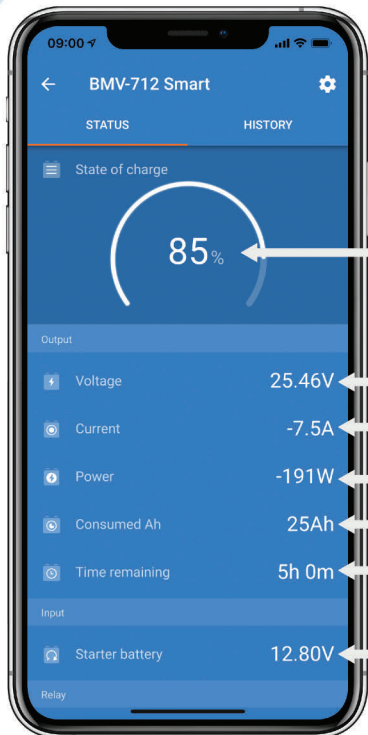 09:00
BMV-712 Smart
STATUS HISTORY
State of charge
85%
Output
Voltage 25.46V
Current -7.5A
Power -191W
Consumed Ah 25Ah
Time remaining 5h 0m
Input
Starter battery 12.80V
Relay